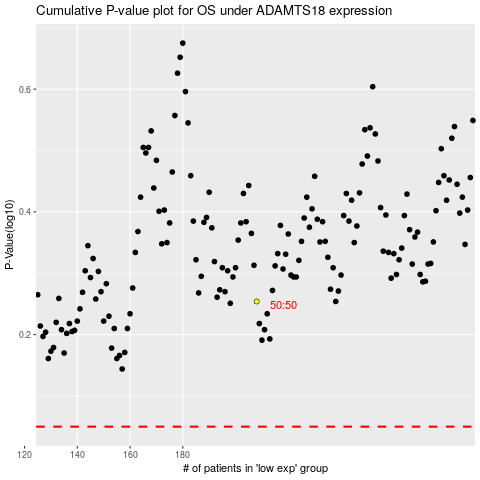 Cumulative P-value plot for OS under ADAMTS18 expression
P-Value(log10)
0.6
0.4
0.2
50:50
120
140
160
180
# of patients in 'low exp' group